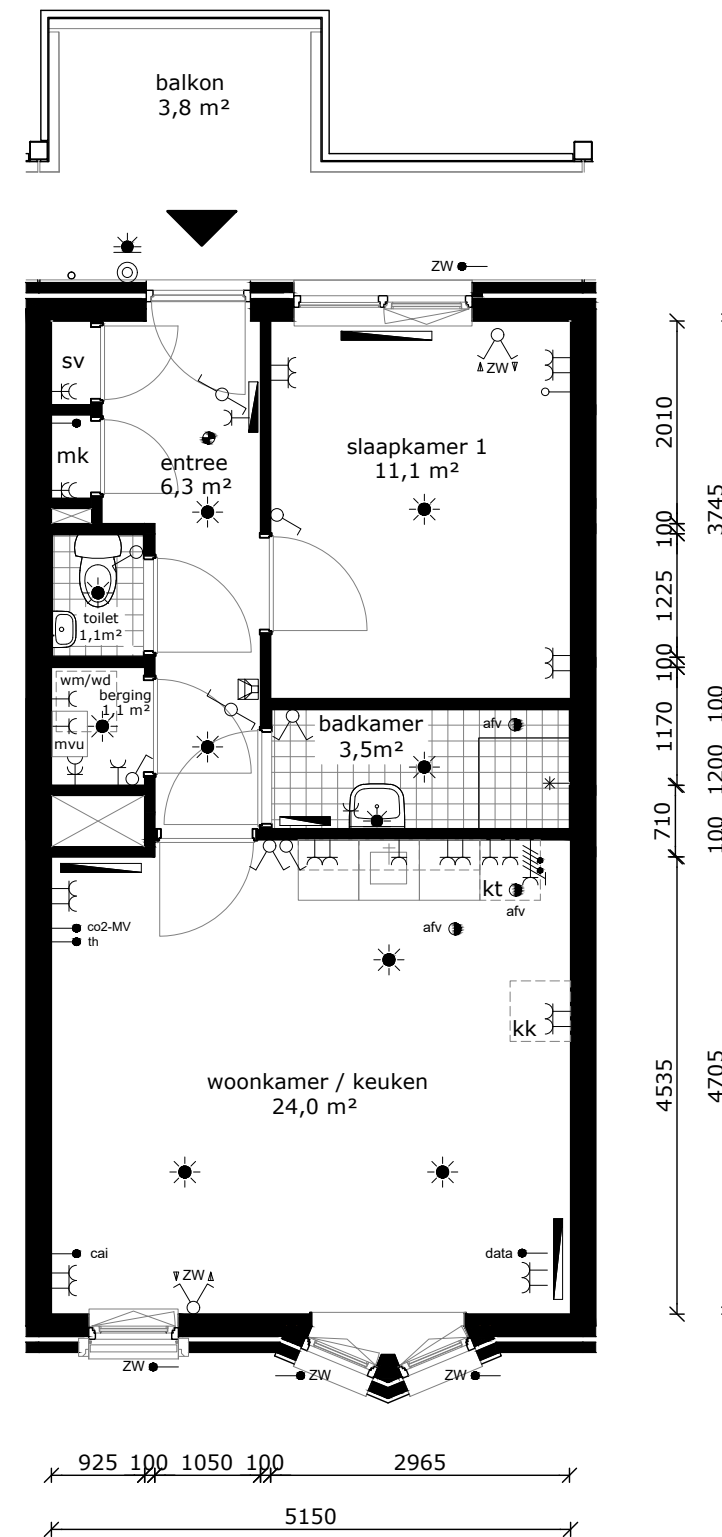 balkon
3,8 m²
ZW
sv
ZW
mk
entree
6,3 m²
slaapkamer 1
11,1 m²
toilet
1,1m²
wm/wd
berging
1,1 m²
mvu
badkamer
3,5m²
afv
kt
afv
afv
co2-MV
th
kk
woonkamer / keuken
24,0 m²
cai
ZW
data
ZW
ZW
ZW
2010
100
1225
100
1170
710
4535
3745
100
1200
100
4705
925 100 1050 100 2965
5150